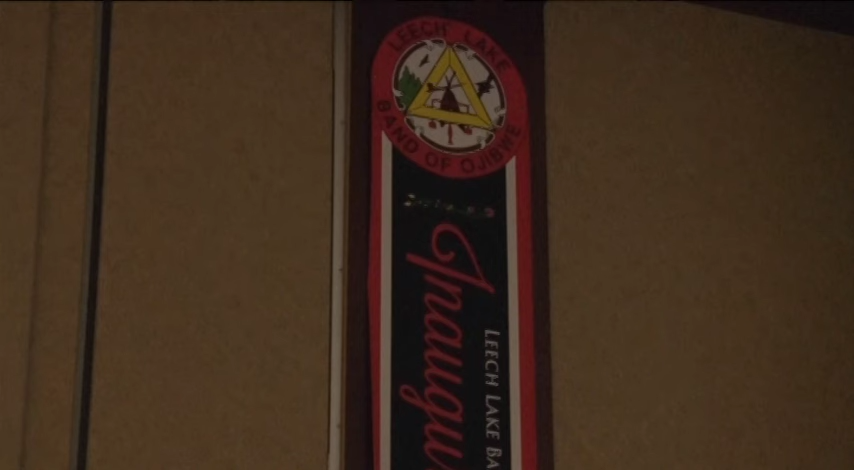 LEECH LAKE
BAND OF OJIBWE
Inaugu
LEECH LAKE BA